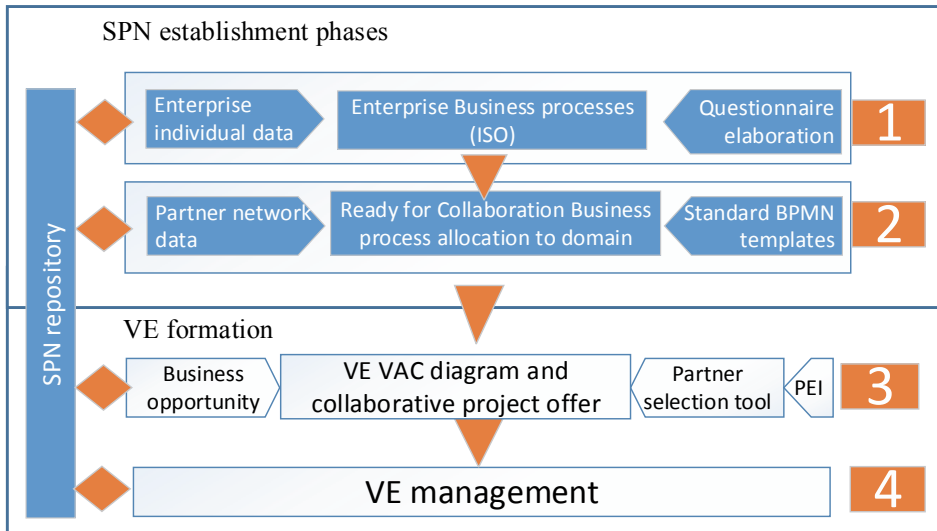 SPN establishment phases
SPN repository
Enterprise
individual data
Enterprise Business processes
(ISO)
Questionnaire
elaboration
1
Partner network
data
Ready for Collaboration Business
process allocation to domain
Standard BPMN
templates
2
VE formation
Business
opportunity
VE VAC diagram and
collaborative project offer
Partner
selection tool
PEI
3
VE management
4